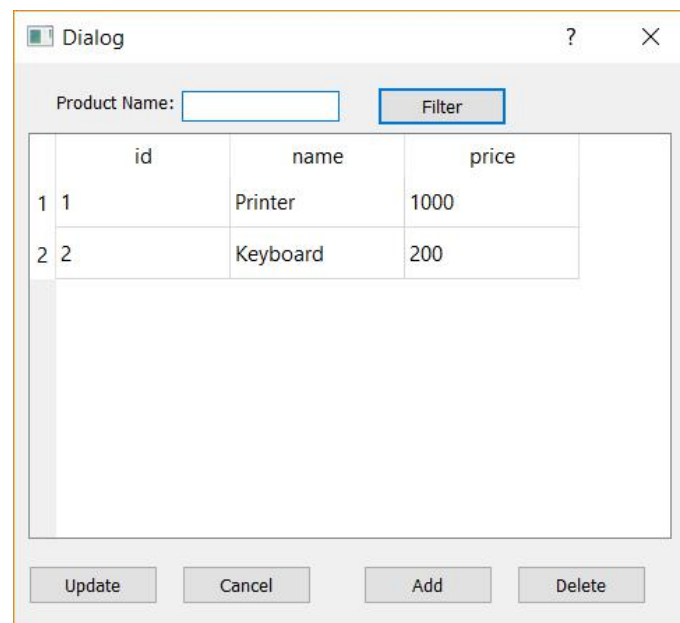 Dialog ?
Product Name: Filter
id name price
1 1 Printer 1000
2 2 Keyboard 200
Update Cancel Add Delete